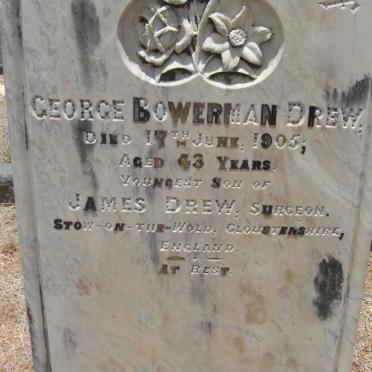 GEORGE BOWERMAN DREW,
DIED 17TH JUNE, 1905,
AGED 43 YEARS.
YOUNGEST SON OF
JAMES DREW, SURGEON.
STOW-ON-THE-WOLD, GLOUSTERSHIRE,
ENGLAND.
AT REST.